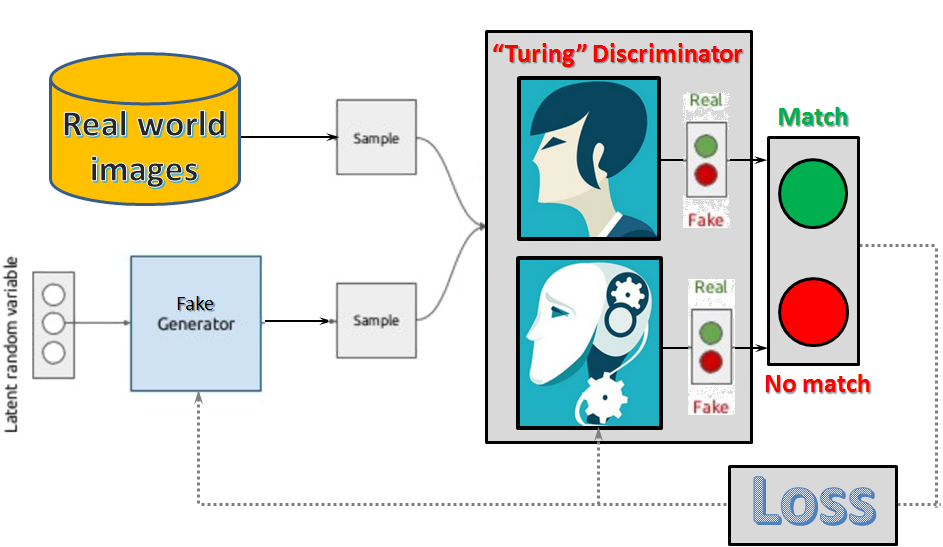 “Turing” Discriminator
Real world
images
Sample
Real
Fake
Match
Latent random variable
Fake
Generator
Sample
Real
Fake
No match
Loss